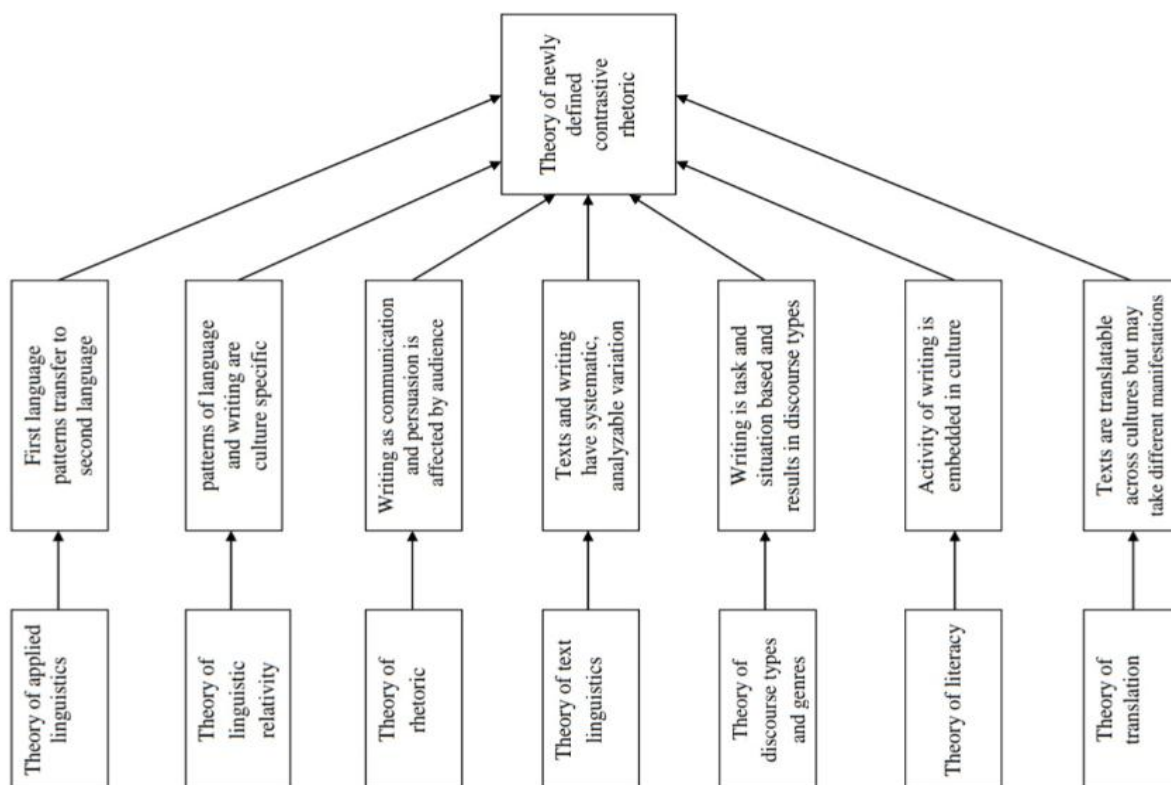 Theory of newly
defined
contrastive
rhetoric
First language
patterns transfer to
second language
patterns of language
and writing are
culture specific
Writing as communication
and persuasion is
affected by audience
Texts and writing
have systematic,
analyzable variation
Writing is task and
situation based and
results in discourse types
Activity of writing is
embedded in culture
Texts are translatable
across cultures but may
take different manifestations
Theory of applied
linguistics
Theory of
linguistic
relativity
Theory of
rhetoric
Theory of text
linguistics
Theory of
discourse types
and genres
Theory of literacy
Theory of
translation